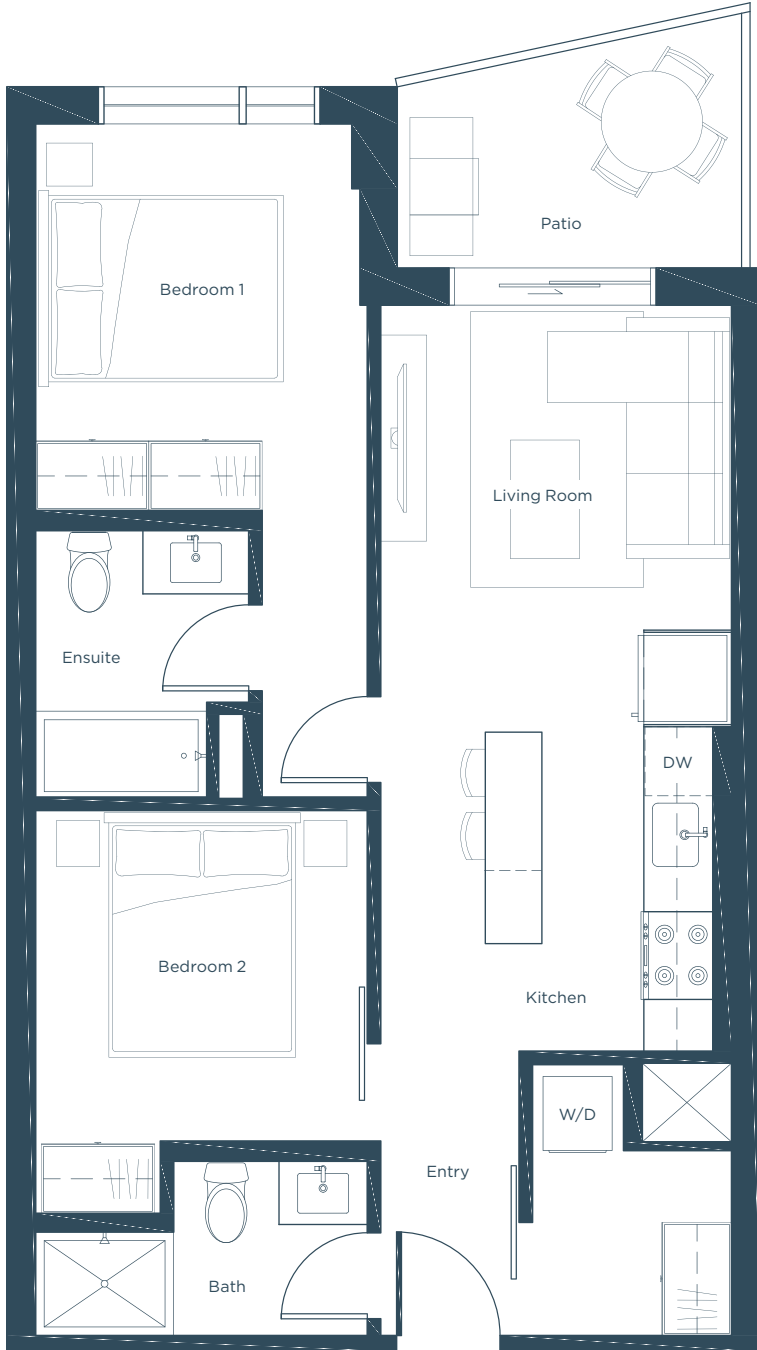 Patio
Bedroom 1
Living Room
Ensuite
DW
Bedroom 2
Kitchen
W/D
Entry
Bath